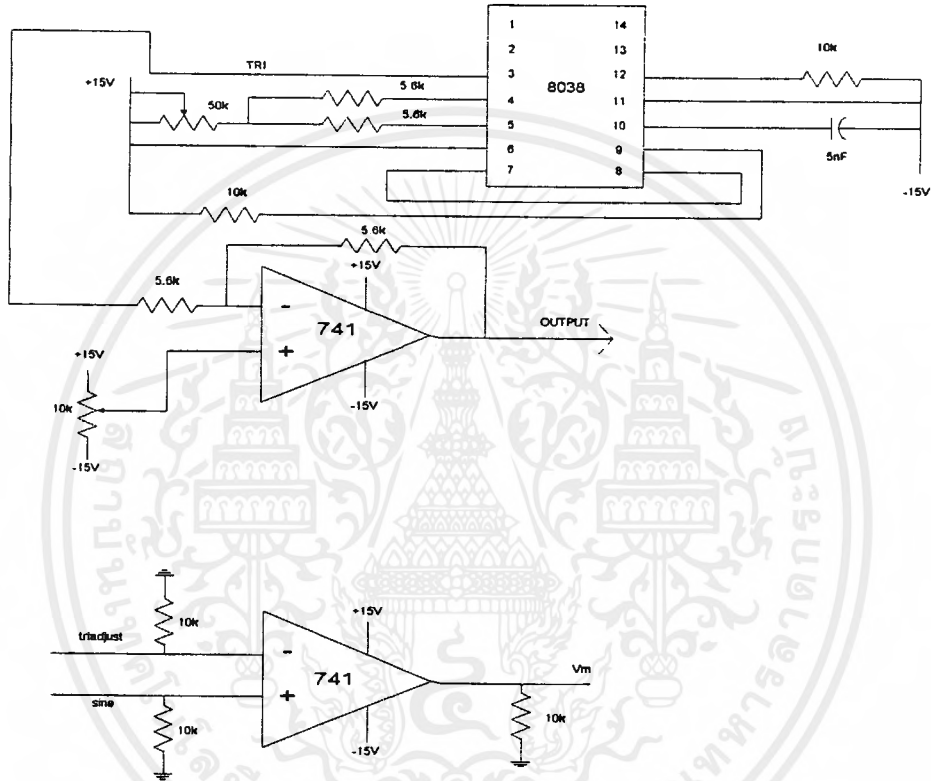 1 14
2 13
3 12
4 11
5 10
6 9
7 8
8038
TRI
+15V
50k
5.6k
5.6k
10k
10k
5nF
-15V
5.6k
5.6k
+15V
741
-
+
-15V
OUTPUT
+15V
10k
-15V
10k
triadjust
sine
10k
+15V
741
-
+
-15V
Vm
10k